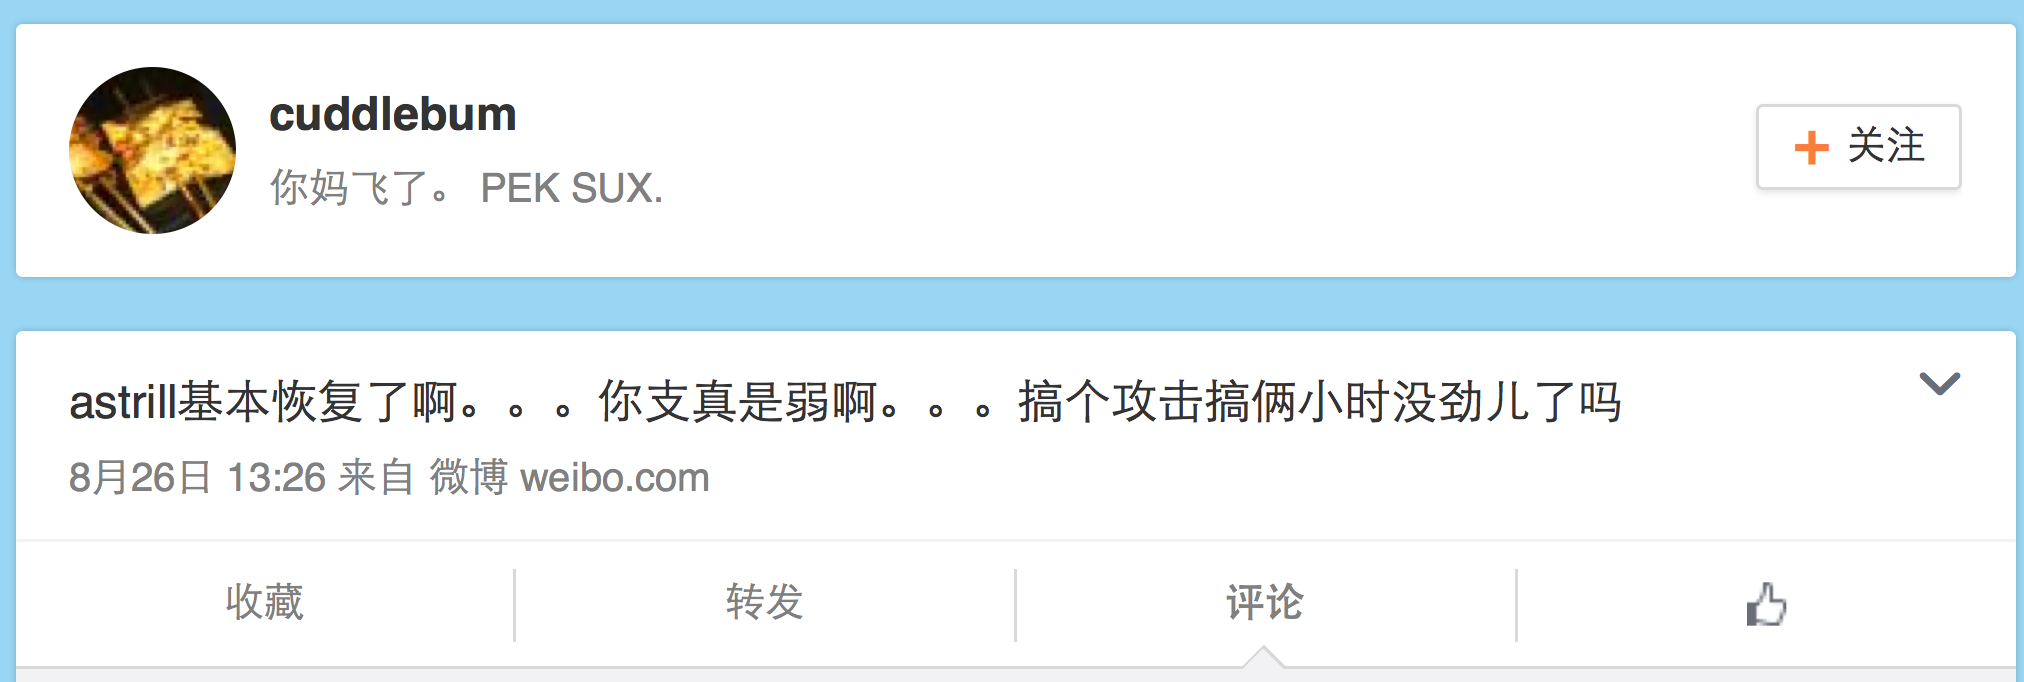 cuddlebum
你妈飞了。 PEK SUX.
+ 关注
astrill基本恢复了啊。。。你支真是弱啊。。。搞个攻击搞俩小时没劲儿了吗
8月26日 13:26 来自 微博 weibo.com
收藏 转发 评论